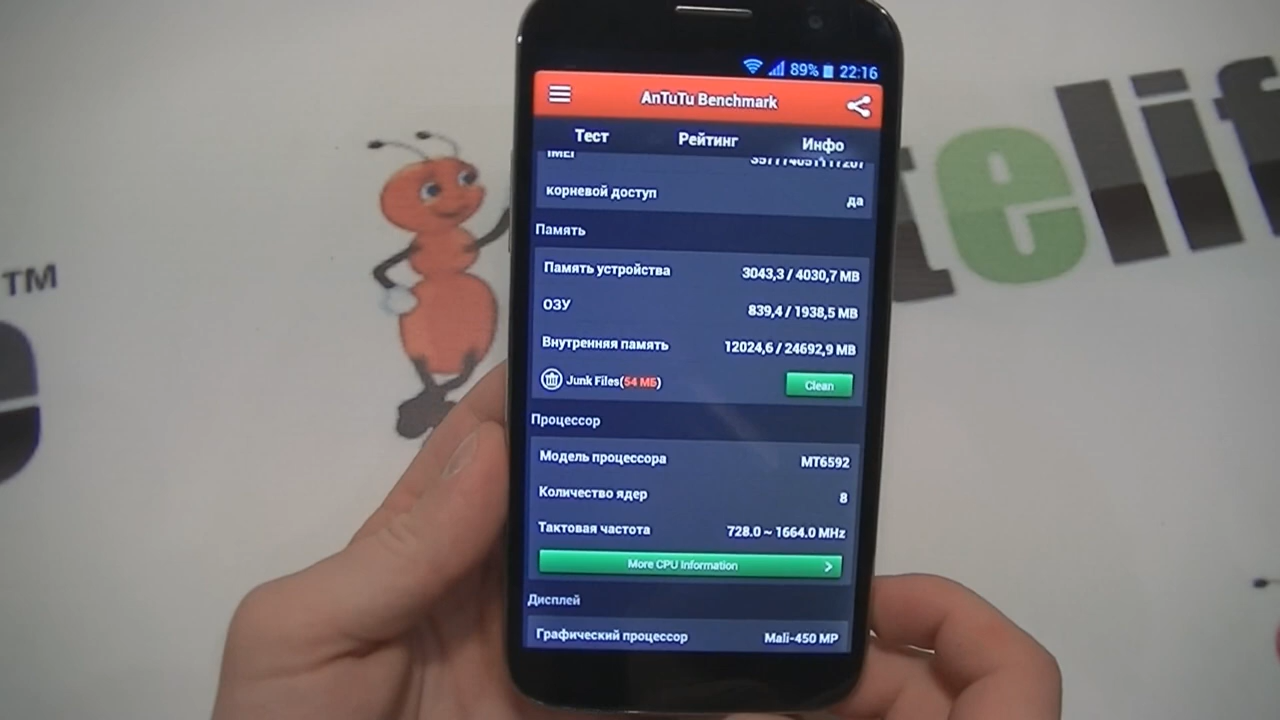 89% 22:16
AnTuTu Benchmark
Тест Рейтинг Инфо
IMEI
корневой доступ да
Память
Память устройства 3043,3 / 4030,7 MB
ОЗУ 839,4 / 1938,5 MB
Внутренняя память 12024,6 / 24692,9 MB
Junk Files(54 МБ) Clean
Процессор
Модель процессора MT6592
Количество ядер 8
Тактовая частота 728.0 ~ 1664.0 MHz
More CPU Information >
Дисплей
Графический процессор Mali-450 MP
TM
elif
e